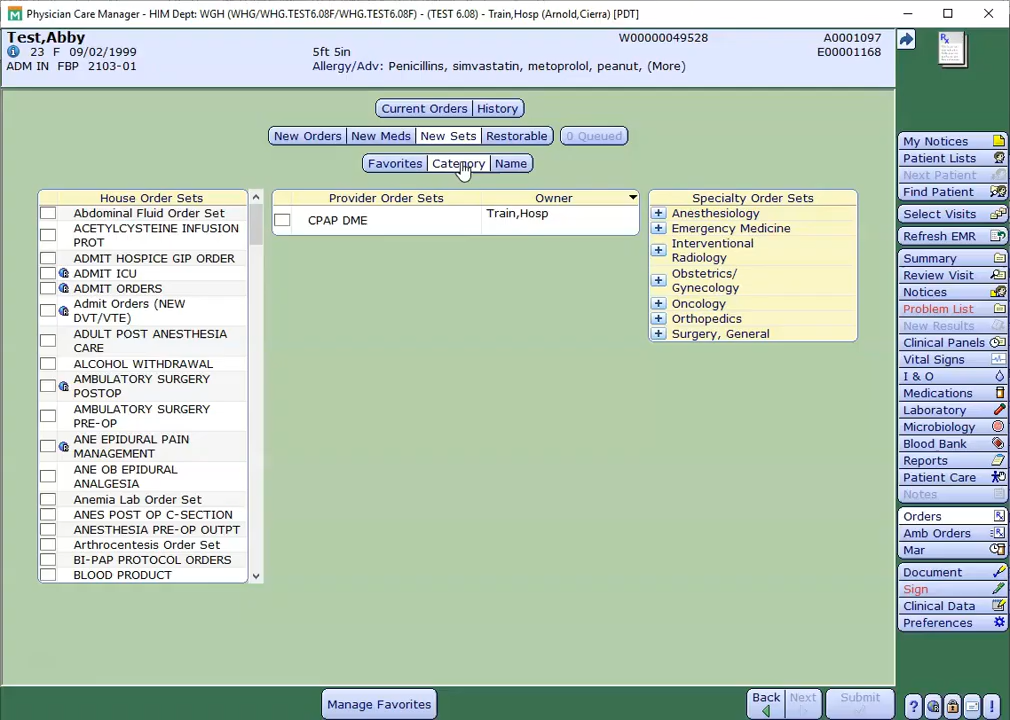 Physician Care Manager - HIM Dept: WGH (WHG/WHG.TEST6.08F/WHG.TEST6.08F) - (TEST 6.08) - Train,Hosp (Arnold,Cierra) [PDT]
Test,Abby
23 F 09/02/1999
ADM IN FBP 2103-01
5ft 5in
Allergy/Adv: Penicillins, simvastatin, metoprolol, peanut, (More)
W00000049528
A0001097
E00001168
Current Orders History
New Orders New Meds New Sets Restorable 0 Queued
Favorites Category Name
House Order Sets
Abdominal Fluid Order Set
ACETYLCYSTEINE INFUSION
PROT
ADMIT HOSPICE GIP ORDER
ADMIT ICU
ADMIT ORDERS
Admit Orders (NEW
DVT/VTE)
ADULT POST ANESTHESIA
CARE
ALCOHOL WITHDRAWAL
AMBULATORY SURGERY
POSTOP
AMBULATORY SURGERY
PRE-OP
ANE EPIDURAL PAIN
MANAGEMENT
ANE OB EPIDURAL
ANALGESIA
Anemia Lab Order Set
ANES POST OP C-SECTION
ANESTHESIA PRE-OP OUTPT
Arthrocentesis Order Set
BI-PAP PROTOCOL ORDERS
BLOOD PRODUCT
Provider Order Sets Owner
CPAP DME Train,Hosp
Specialty Order Sets
Anesthesiology
Emergency Medicine
Interventional
Radiology
Obstetrics/
Gynecology
Oncology
Orthopedics
Surgery, General
My Notices
Patient Lists
Next Patient
Find Patient
Select Visits
Refresh EMR
Summary
Review Visit
Notices
Problem List
New Results
Clinical Panels
Vital Signs
I & O
Medications
Laboratory
Microbiology
Blood Bank
Reports
Patient Care
Notes
Orders
Amb Orders
Mar
Document
Sign
Clinical Data
Preferences
Manage Favorites
Back Next Submit